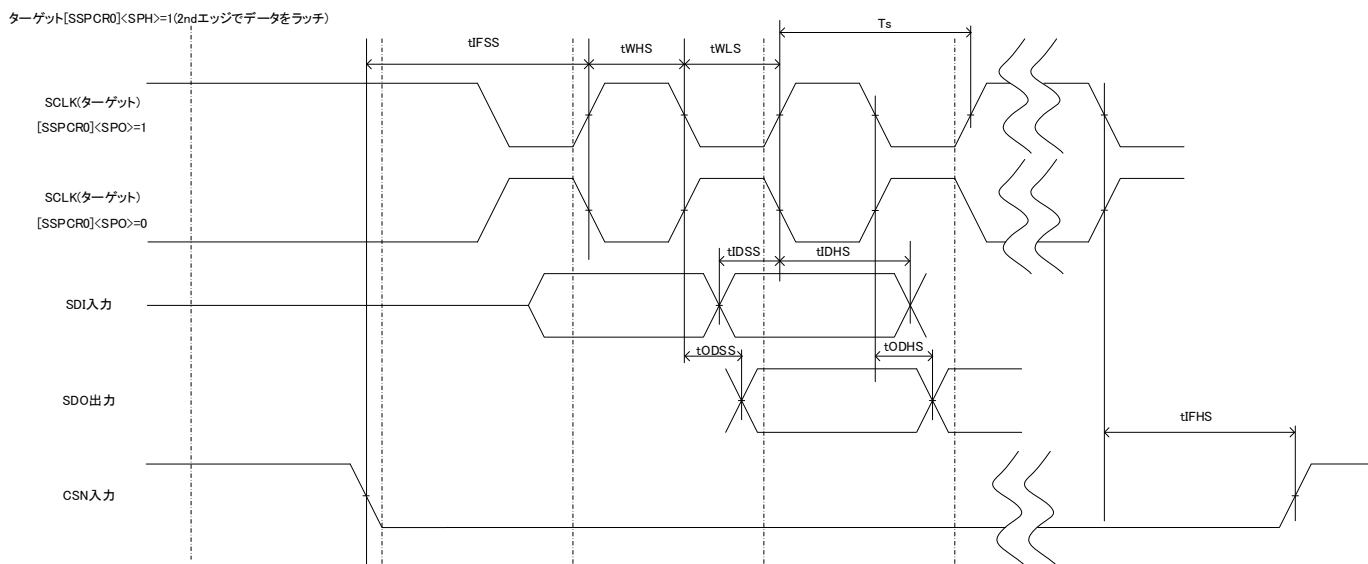 ターゲット[SSPCR0]<SPH>=1(2ndエッジでデータをラッチ)
tIFSS
tWHS
tWLS
Ts
SCLK(ターゲット)
[SSPCR0]<SPO>=1
SCLK(ターゲット)
[SSPCR0]<SPO>=0
tIDSS
tIDHS
SDI入力
tODSS
tODHS
SDO出力
tIFHS
CSN入力